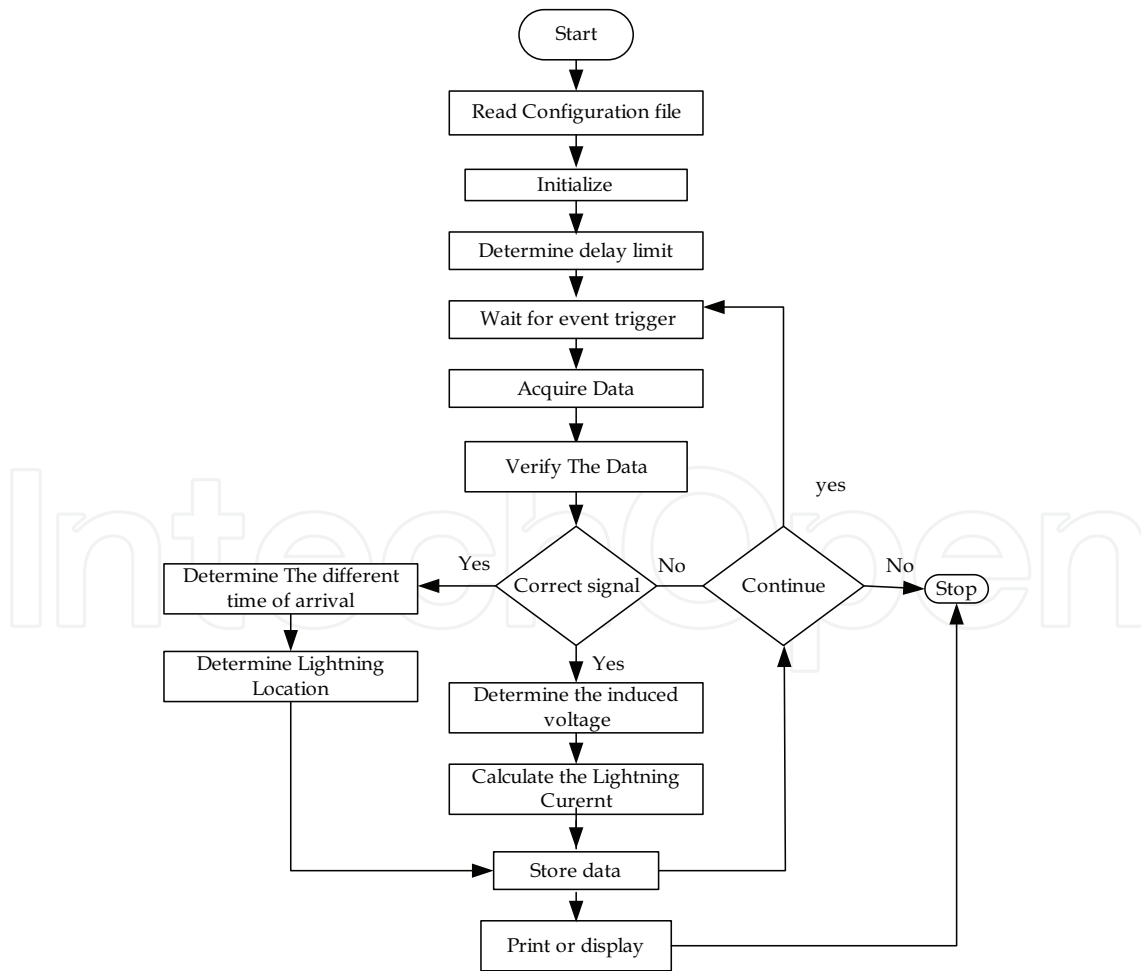 Start
Read Configuration file
Initialize
Determine delay limit
Wait for event trigger
Acquire Data
Verify The Data
yes
IntechOpen
Yes
Correct signal
No
Continue
No
Stop
Determine The different
time of arrival
Determine Lightning
Location
Yes
Determine the induced
voltage
Calculate the Lightning
Curernt
Store data
Print or display